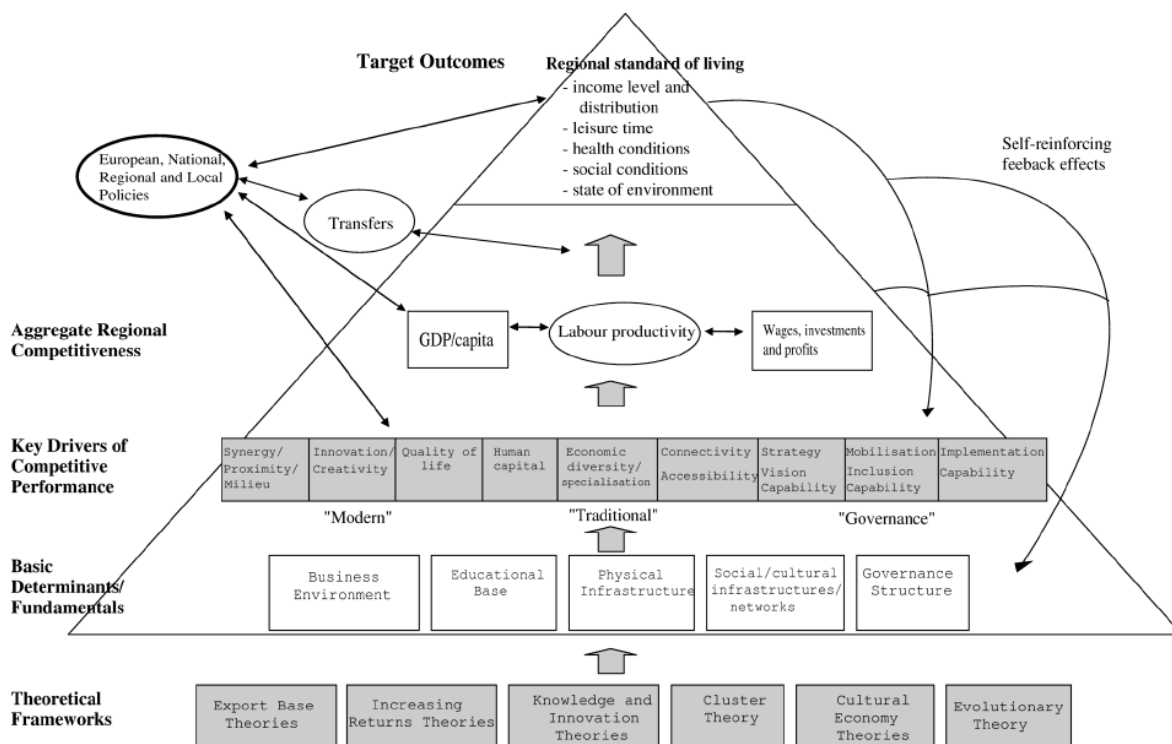 Target Outcomes
Regional standard of living
- income level and
distribution
- leisure time
- health conditions
- social conditions
- state of environment
European, National,
Regional and Local
Policies
Transfers
Self-reinforcing
feeback effects
Aggregate Regional
Competitiveness
GDP/capita
Labour productivity
Wages, investments
and profits
Key Drivers of
Competitive
Performance
Synergy/
Proximity/
Milieu
Innovation/
Creativity
Quality of
life
Human
capital
Economic
diversity/
specialisation
Connectivity
Accessibility
Strategy
Vision
Capability
Mobilisation
Inclusion
Capability
Implementation
Capability
"Modern"
"Traditional"
"Governance"
Basic
Determinants/
Fundamentals
Business
Environment
Educational
Base
Physical
Infrastructure
Social/cultural
infrastructures/
networks
Governance
Structure
Theoretical
Frameworks
Export Base
Theories
Increasing
Returns Theories
Knowledge and
Innovation
Theories
Cluster
Theory
Cultural
Economy
Theories
Evolutionary
Theory